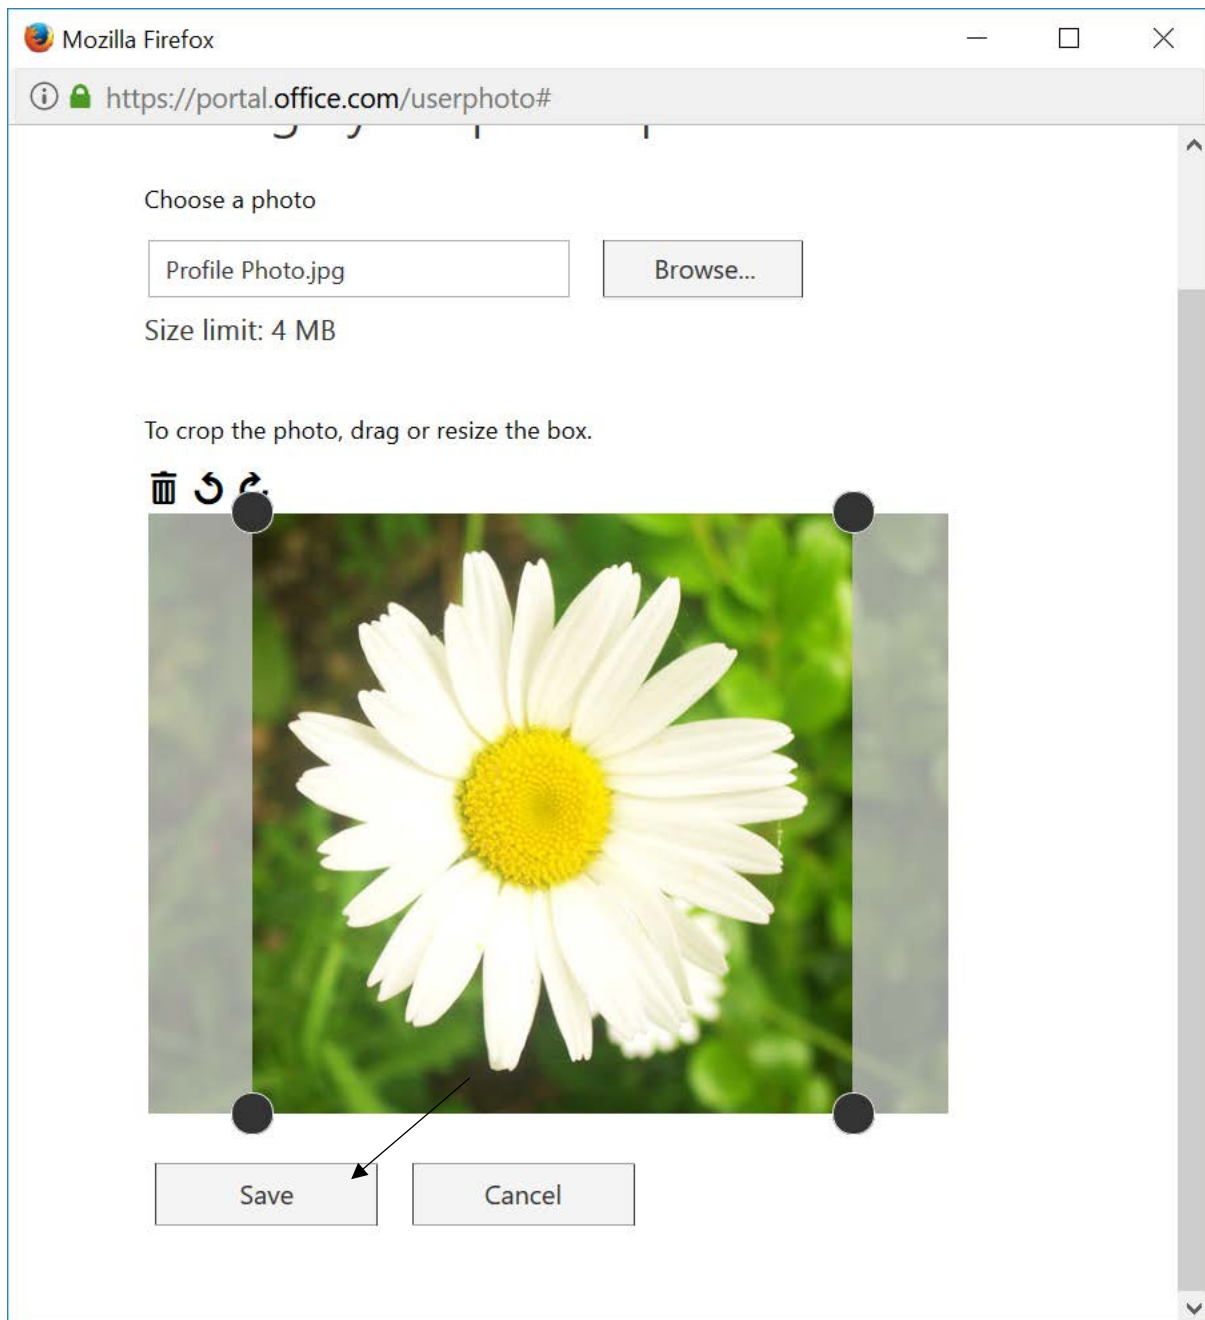 Mozilla Firefox
https://portal.office.com/userphoto#
Choose a photo
Profile Photo.jpg
Browse...
Size limit: 4 MB
To crop the photo, drag or resize the box.
Save
Cancel